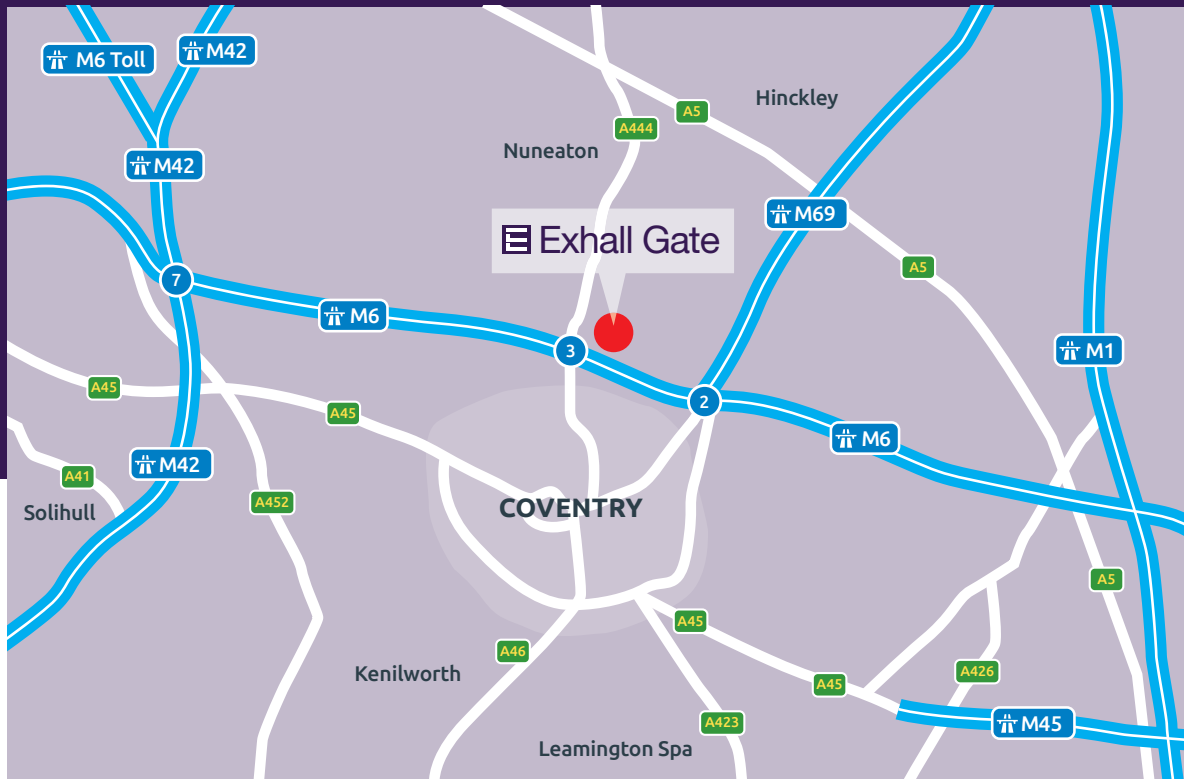 M6 Toll
M42
Hinckley
A5
A444
Nuneaton
M42
M69
Exhall Gate
A5
7
M6
3
M1
A45
2
A45
M6
M42
A41
A452
COVENTRY
Solihull
A5
A45
A46
Kenilworth
A426
A45
A423
M45
Leamington Spa